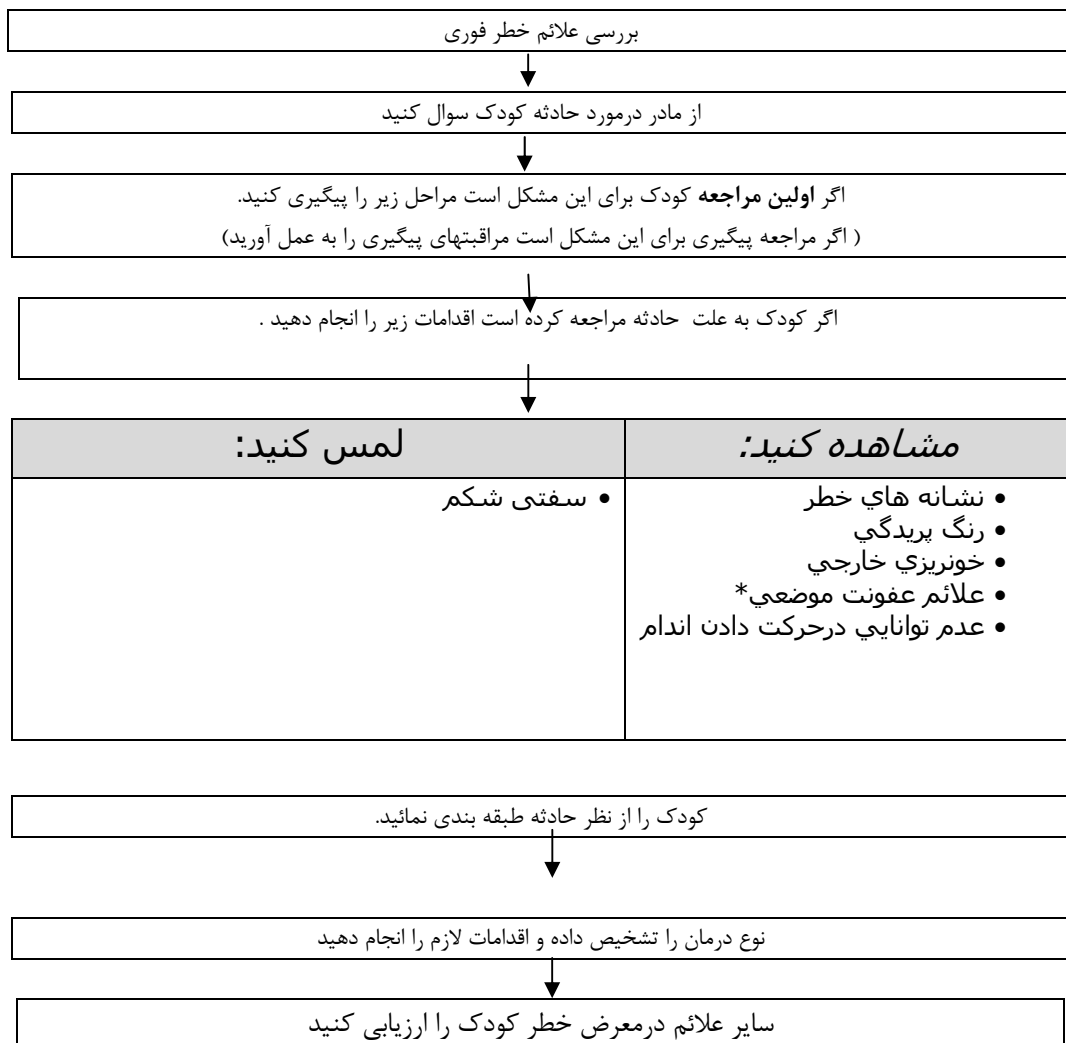 بررسی علائم خطر فوری
از مادر درمورد حادثه کودک سوال کنید
اگر اولین مراجعه کودک برای این مشکل است مراحل زیر را پیگیری کنید.
( اگر مراجعه پیگیری برای این مشکل است مراقبتهای پیگیری را به عمل آورید)
اگر کودک به علت حادثه مراجعه کرده است اقدامات زیر را انجام دهید .
مشاهده کنید:
• نشانه هاي خطر
• رنگ پريدگي
• خونريزي خارجي
• علائم عفونت موضعي*
• عدم توانايي درحرکت دادن اندام
لمس کنید:
• سفتی شکم
کودک را از نظر حادثه طبقه بندی نمائید.
نوع درمان را تشخیص داده و اقدامات لازم را انجام دهید
سایر علائم درمعرض خطر کودک را ارزیابی کنید